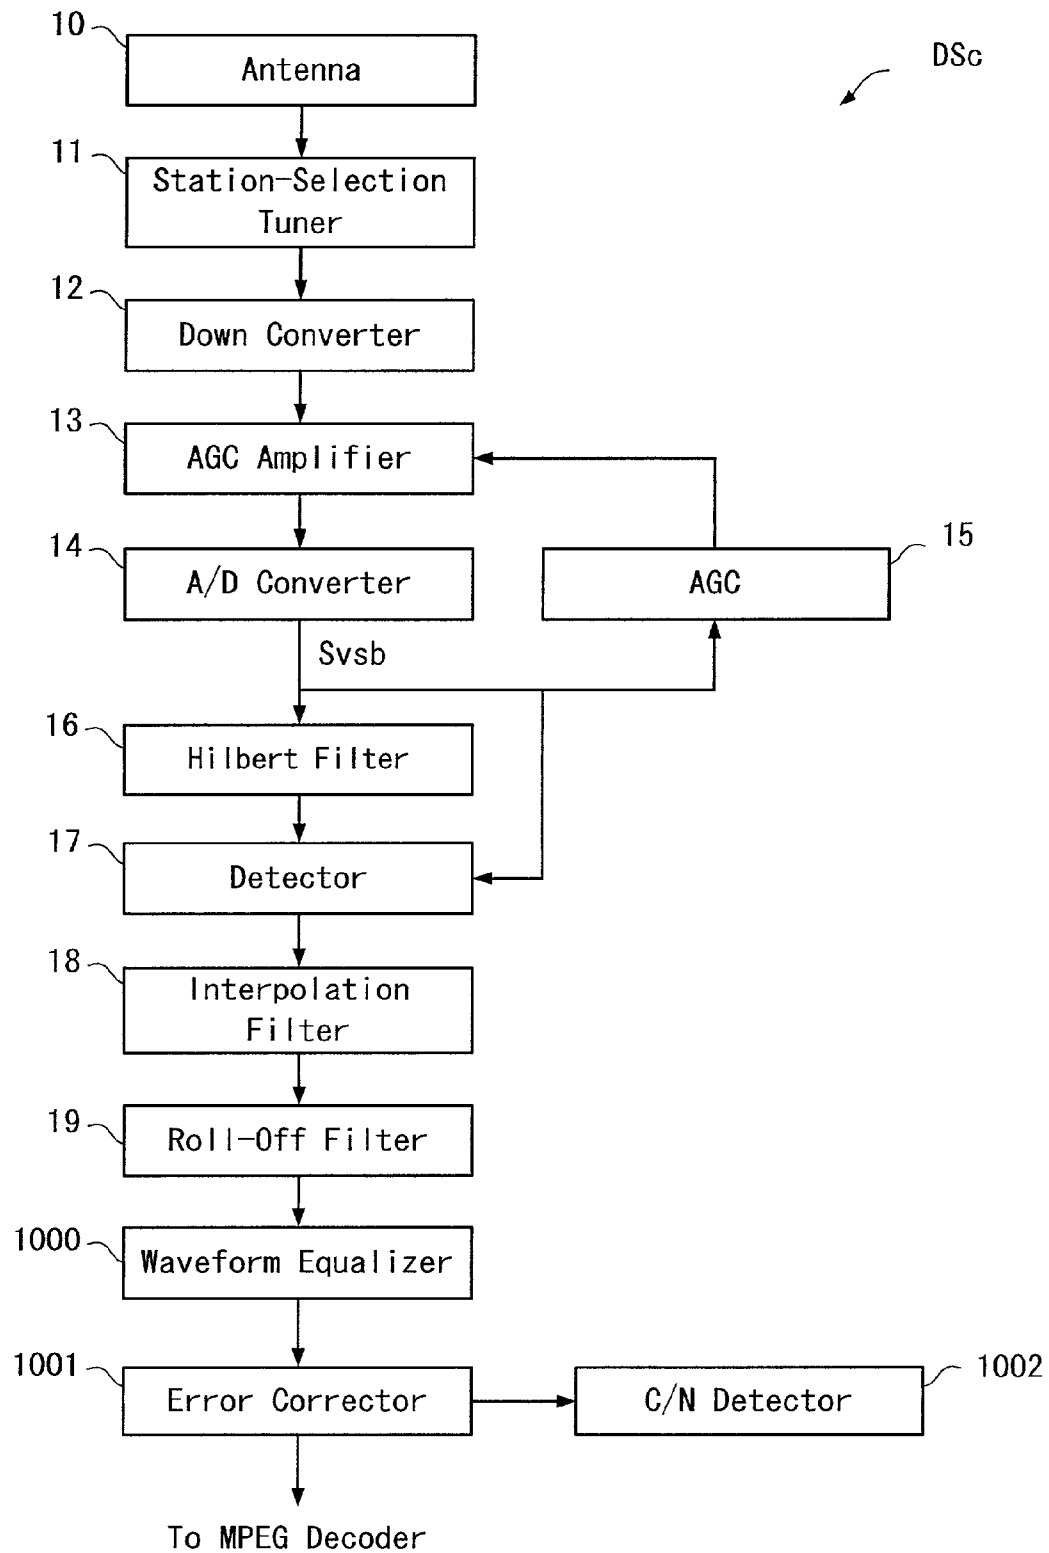 10
Antenna
DSc
11
Station-Selection
Tuner
12
Down Converter
13
AGC Amplifier
14
A/D Converter
15
AGC
Svsb
16
Hilbert Filter
17
Detector
18
Interpolation
Filter
19
Roll-Off Filter
1000
Waveform Equalizer
1001
Error Corrector
1002
C/N Detector
To MPEG Decoder